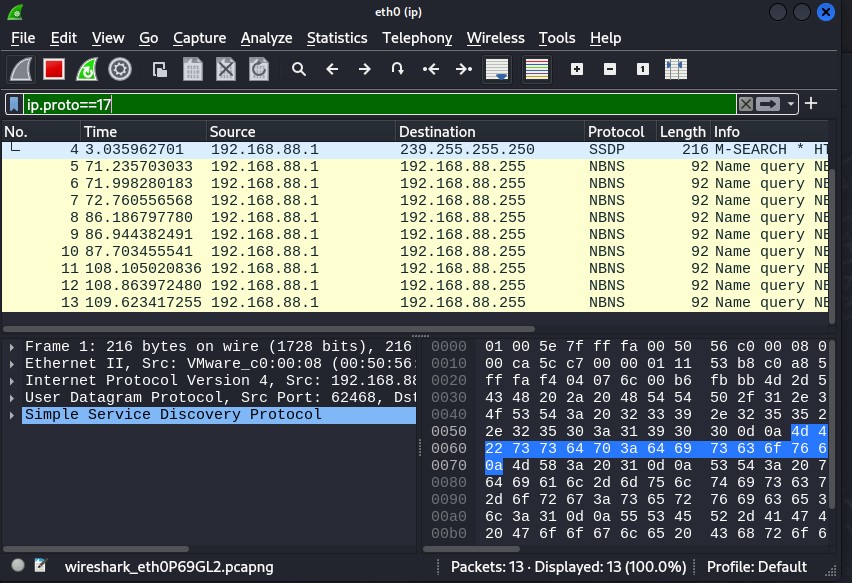 eth0 (ip)
File Edit View Go Capture Analyze Statistics Telephony Wireless Tools Help
ip.proto==17
No. Time Source Destination Protocol Length Info
4 3.035962701 192.168.88.1 239.255.255.250 SSDP 216 M-SEARCH * HT
5 71.235703033 192.168.88.1 192.168.88.255 NBNS 92 Name query NB
6 71.998280183 192.168.88.1 192.168.88.255 NBNS 92 Name query NB
7 72.760556568 192.168.88.1 192.168.88.255 NBNS 92 Name query NB
8 86.186797780 192.168.88.1 192.168.88.255 NBNS 92 Name query NB
9 86.944382491 192.168.88.1 192.168.88.255 NBNS 92 Name query NB
10 87.703455541 192.168.88.1 192.168.88.255 NBNS 92 Name query NB
11 108.105020836 192.168.88.1 192.168.88.255 NBNS 92 Name query NB
12 108.863972480 192.168.88.1 192.168.88.255 NBNS 92 Name query NB
13 109.623417255 192.168.88.1 192.168.88.255 NBNS 92 Name query NB
Frame 1: 216 bytes on wire (1728 bits), 216
Ethernet II, Src: VMware_c0:00:08 (00:50:56:
Internet Protocol Version 4, Src: 192.168.88
User Datagram Protocol, Src Port: 62468, Dst
Simple Service Discovery Protocol
0000 01 00 5e 7f ff fa 00 50 56 c0 00 08 0
0010 00 ca 5c c7 00 00 01 11 53 b8 c0 a8 5
0020 ff fa f4 04 07 6c 00 b6 fb bb 4d 2d 5
0030 43 48 20 2a 20 48 54 54 50 2f 31 2e 3
0040 4f 53 54 3a 20 32 33 39 2e 32 35 35 2
0050 2e 32 35 30 3a 31 39 30 30 0d 0a 4d 4
0060 22 73 73 64 70 3a 64 69 73 63 6f 76 6
0070 0a 4d 58 3a 20 31 0d 0a 53 54 3a 20 7
0080 64 69 61 6c 2d 6d 75 6c 74 69 73 63 7
0090 2d 6f 72 67 3a 73 65 72 76 69 63 65 3
00a0 6c 3a 31 0d 0a 55 53 45 52 2d 41 47 4
00b0 20 47 6f 6f 67 6c 65 20 43 68 72 6f 6
wireshark_eth0P69GL2.pcapng Packets: 13 · Displayed: 13 (100.0%) Profile: Default